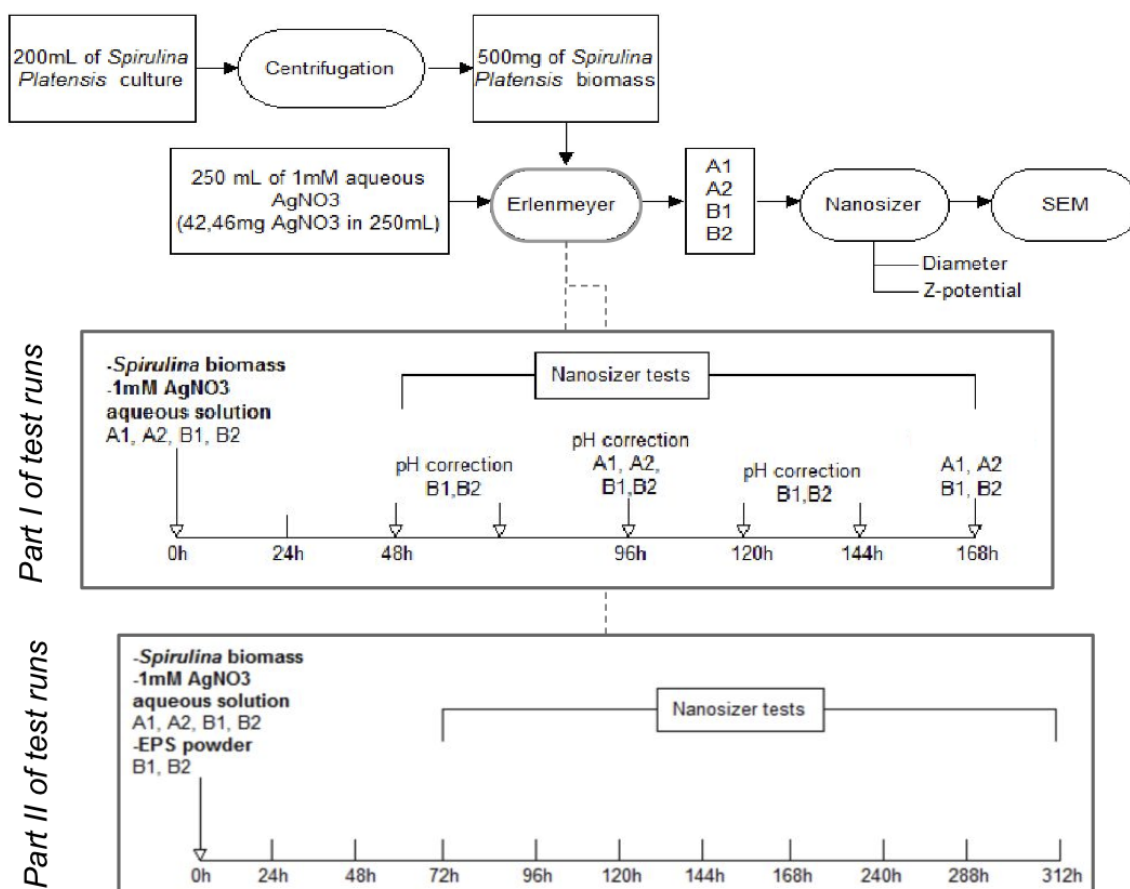 200mL of Spirulina
Platensis culture
Centrifugation
500mg of Spirulina
Platensis biomass
250 mL of 1mM aqueous
AgNO3
(42,46mg AgNO3 in 250mL)
Erlenmeyer
A1
A2
B1
B2
Nanosizer
SEM
Diameter
Z-potential
Part I of test runs
-Spirulina biomass
-1mM AgNO3
aqueous solution
A1, A2, B1, B2
Nanosizer tests
pH correction
B1,B2
pH correction
A1, A2,
B1,B2
pH correction
B1,B2
A1, A2
B1, B2
0h
24h
48h
96h
120h
144h
168h
Part II of test runs
-Spirulina biomass
-1mM AgNO3
aqueous solution
A1, A2, B1, B2
-EPS powder
B1, B2
Nanosizer tests
0h
24h
48h
72h
96h
120h
144h
168h
240h
288h
312h